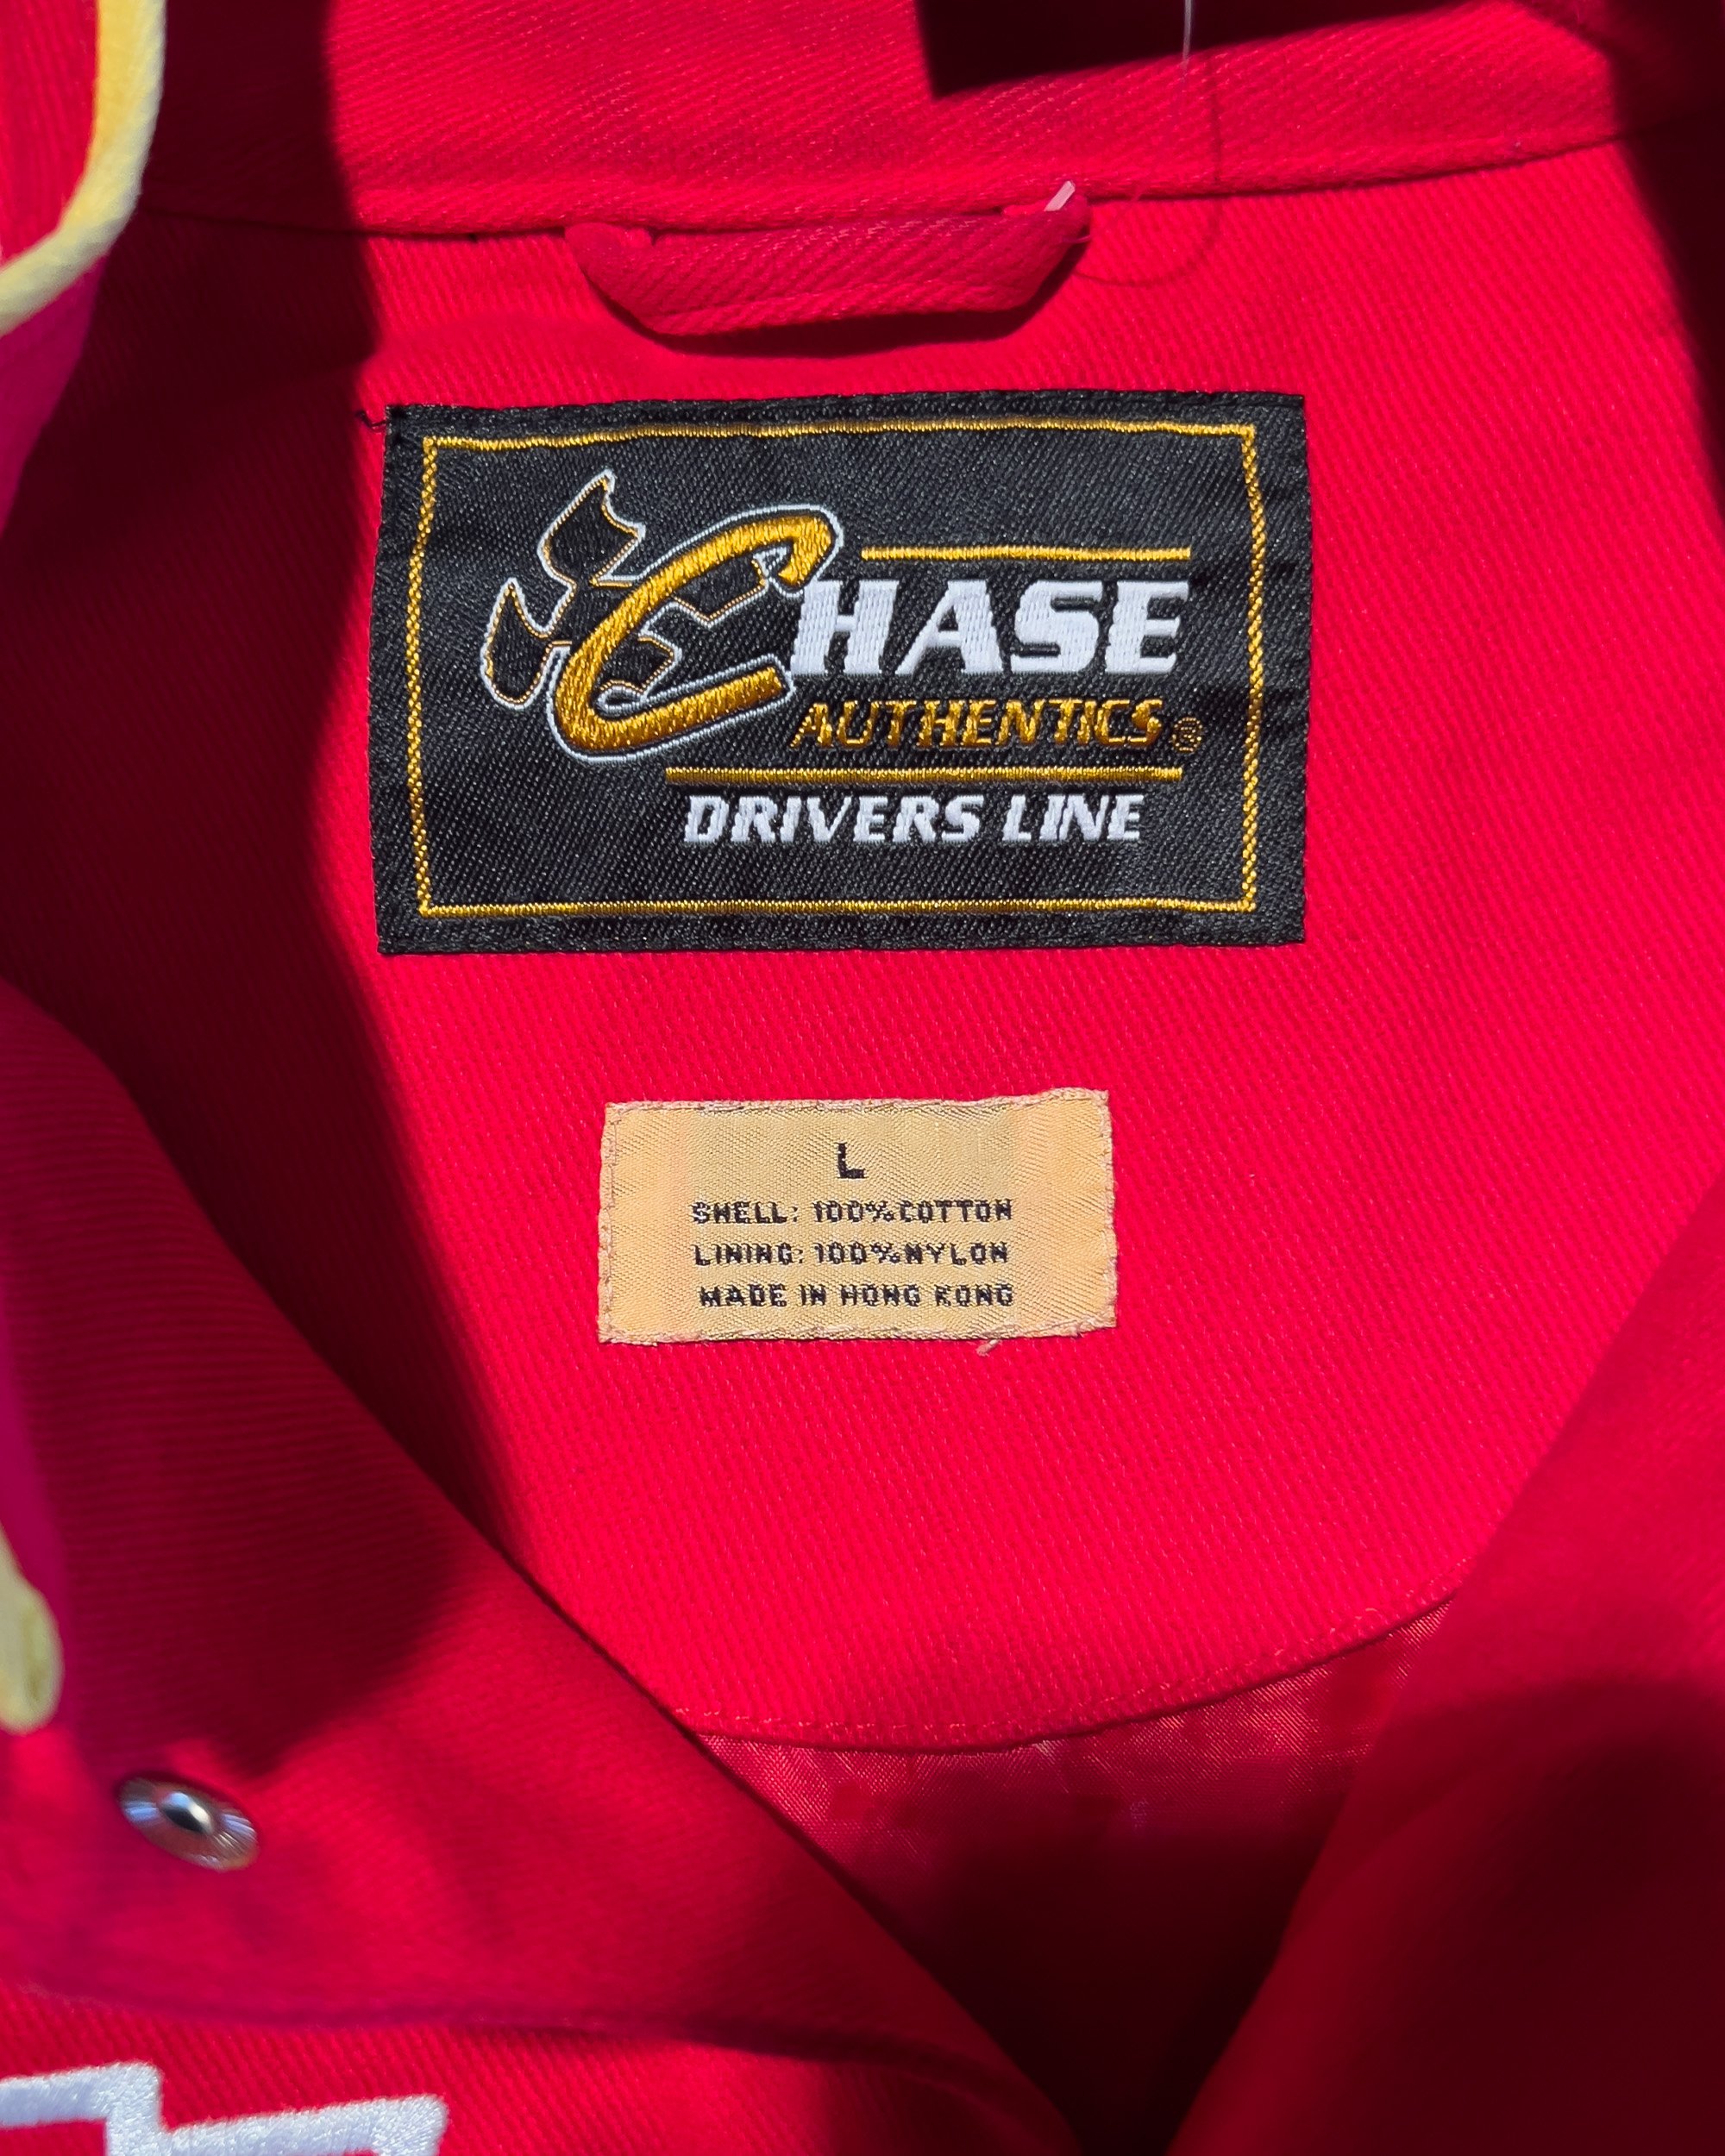 CHASE
AUTHENTICS®
DRIVERS LINE
L
SHELL: 100%COTTON
LINING: 100%NYLON
MADE IN HONG KONG